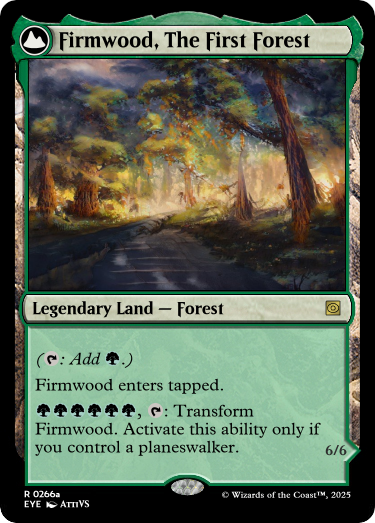 Firmwood, The First Forest
Legendary Land — Forest
(: Add .)
Firmwood enters tapped.
, : Transform
Firmwood. Activate this ability only if
you control a planeswalker.
6/6
R 0266a
EYE AttiVS
© Wizards of the Coast™, 2025